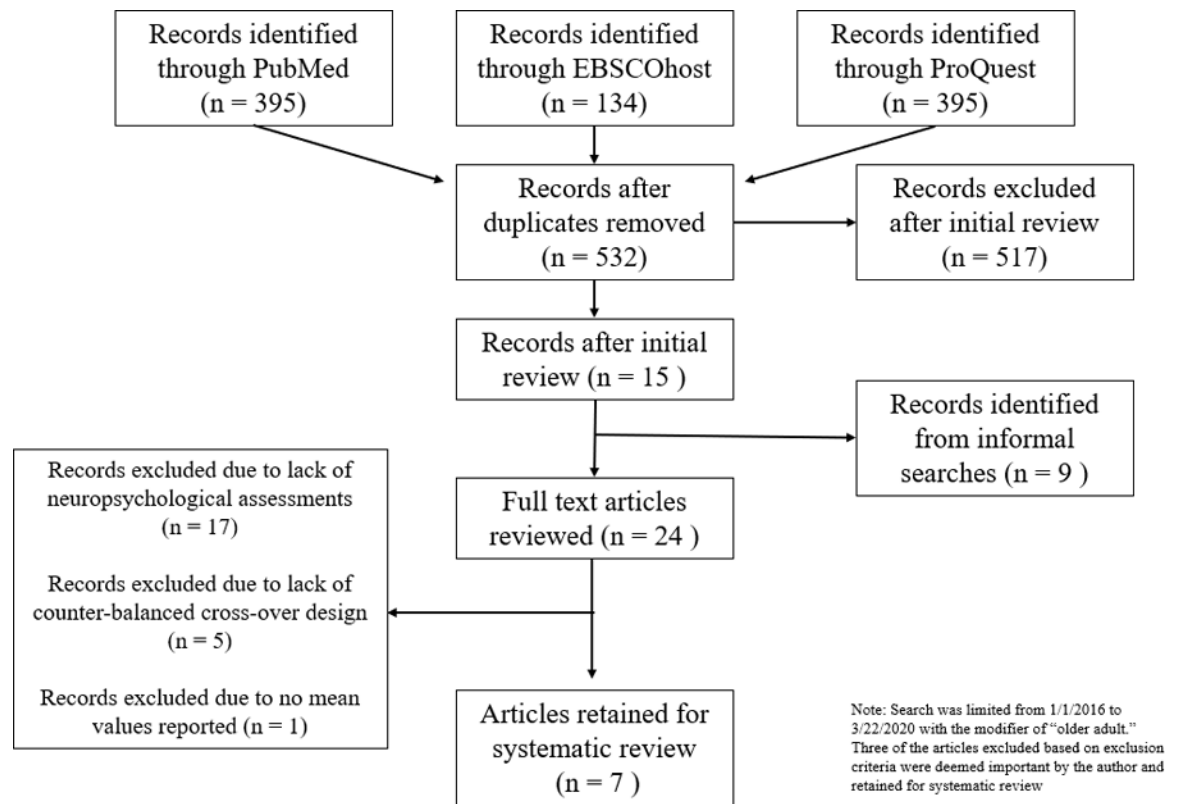 Records identified
through PubMed
(n = 395)
Records identified
through EBSCOhost
(n = 134)
Records identified
through ProQuest
(n = 395)
Records after
duplicates removed
(n = 532)
Records excluded
after initial review
(n = 517)
Records after initial
review (n = 15 )
Records identified
from informal
searches (n = 9 )
Full text articles
reviewed (n = 24 )
Records excluded due to lack of
neuropsychological assessments
(n = 17)
Records excluded due to lack of
counter-balanced cross-over design
(n = 5)
Records excluded due to no mean
values reported (n = 1)
Articles retained for
systematic review
(n = 7 )
Note: Search was limited from 1/1/2016 to
3/22/2020 with the modifier of “older adult.”
Three of the articles excluded based on exclusion
criteria were deemed important by the author and
retained for systematic review